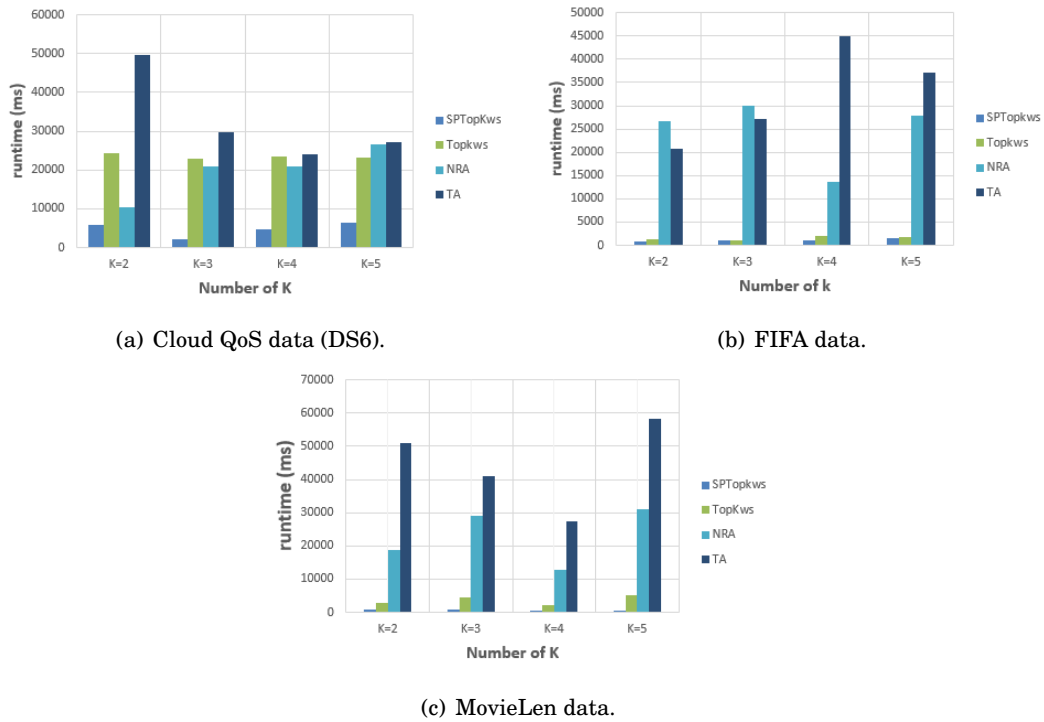 60000
50000
40000
30000
20000
10000
0
runtime (ms)
K=2 K=3 K=4 K=5
Number of K
SPTopKws
Topkws
NRA
TA
(a) Cloud QoS data (DS6).
50000
45000
40000
35000
30000
25000
20000
15000
10000
5000
0
runtime (ms)
K=2 K=3 K=4 K=5
Number of k
SPTopkws
Topkws
NRA
TA
(b) FIFA data.
70000
60000
50000
40000
30000
20000
10000
0
runtime (ms)
K=2 K=3 K=4 K=5
Number of K
SPTopkws
TopKws
NRA
TA
(c) MovieLen data.